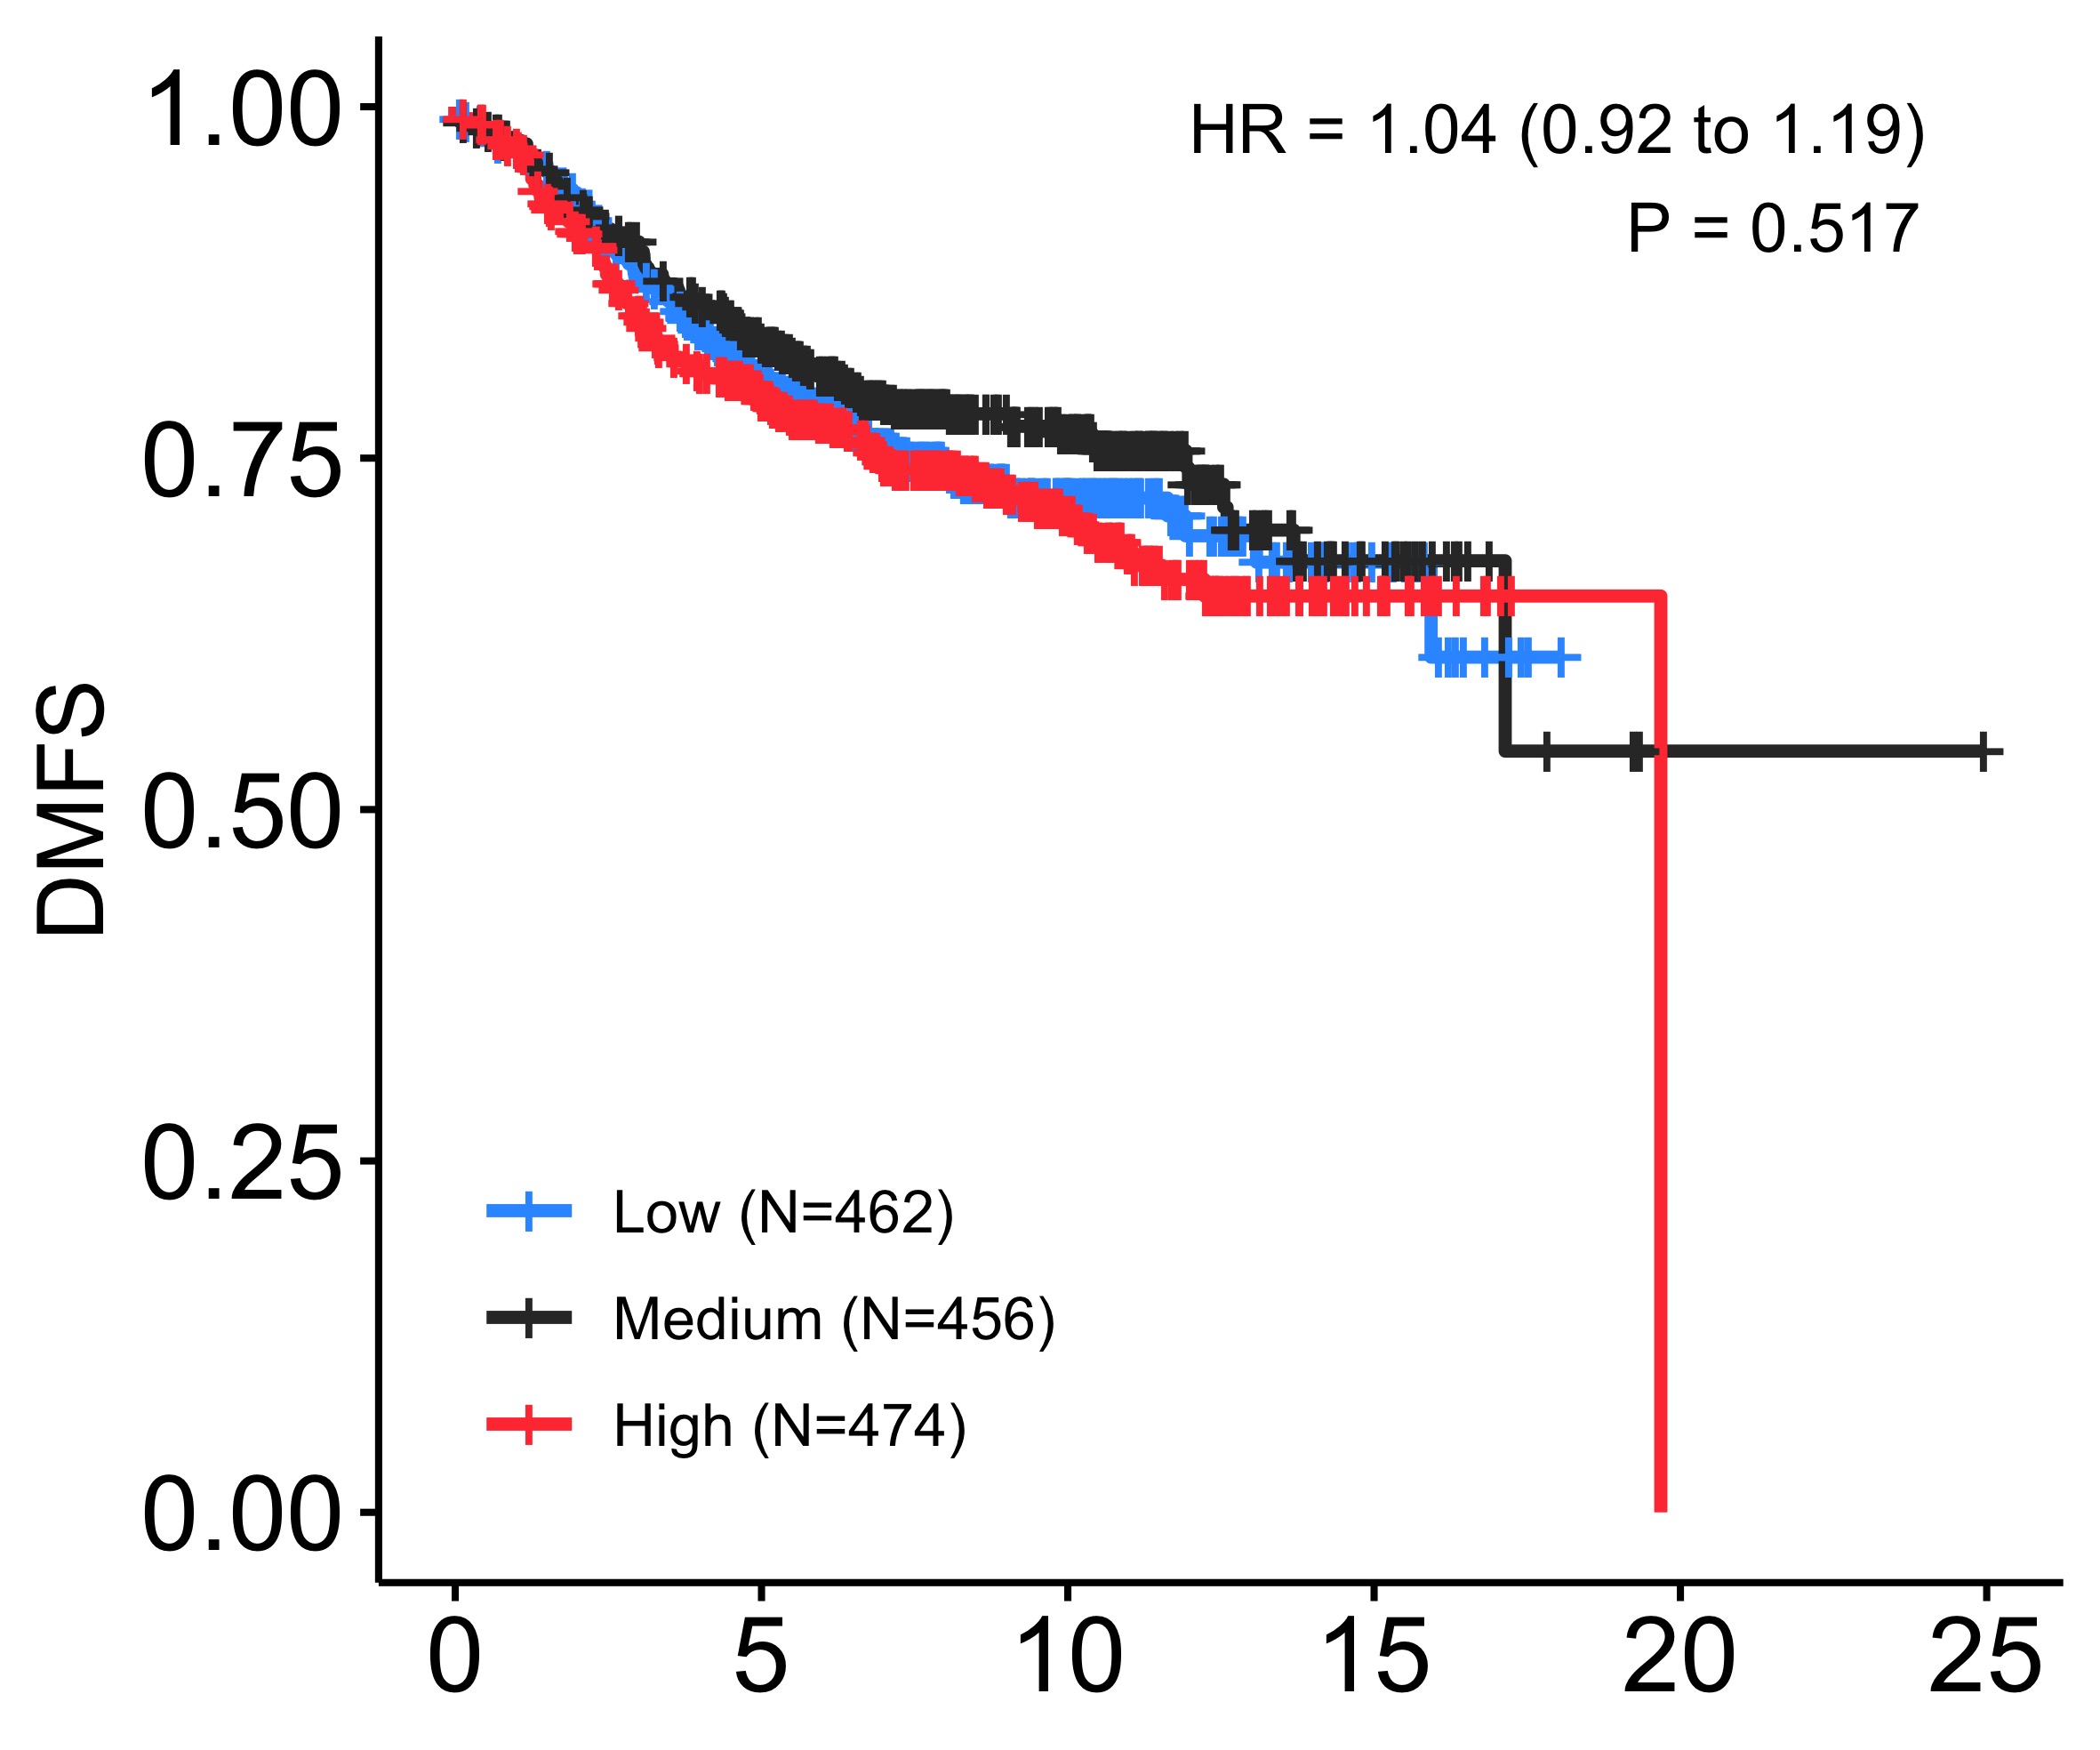 HR = 1.04 (0.92 to 1.19)
P = 0.517
DMFS
1.00
0.75
0.50
0.25
0.00
Low (N=462)
Medium (N=456)
High (N=474)
0 5 10 15 20 25